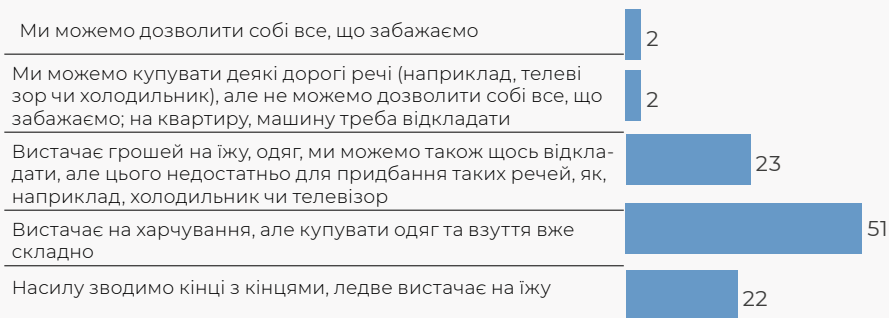 Ми можемо дозволити собі все, що забажаємо
2
Ми можемо купувати деякі дорогі речі (наприклад, телеві
зор чи холодильник), але не можемо дозволити собі все, що
забажаємо; на квартиру, машину треба відкладати
2
Вистачає грошей на їжу, одяг, ми можемо також щось відкла-
дати, але цього недостатньо для придбання таких речей, як,
наприклад, холодильник чи телевізор
23
Вистачає на харчування, але купувати одяг та взуття вже
складно
51
Насилу зводимо кінці з кінцями, ледве вистачає на їжу
22